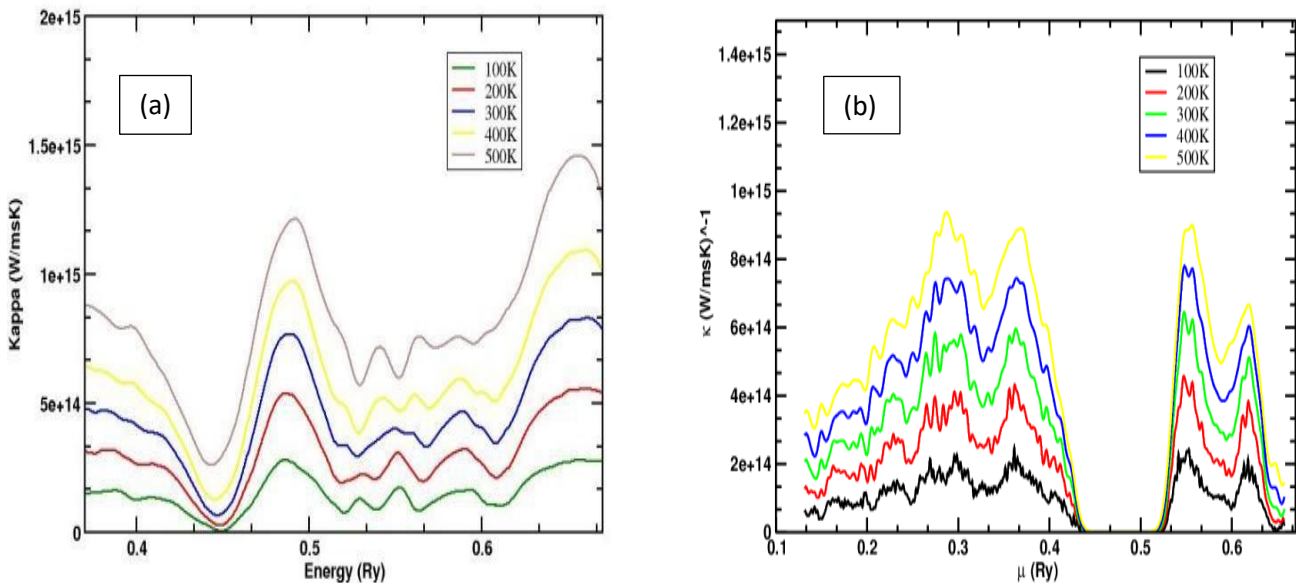 2e+15
1.5e+15
1e+15
5e+14
0
Kappa (W/msK)
(a)
100K
200K
300K
400K
500K
0.4
0.5
0.6
Energy (Ry)
1.4e+15
1.2e+15
1e+15
8e+14
6e+14
4e+14
2e+14
0
κ (W/msK)^-1
(b)
100K
200K
300K
400K
500K
0.1
0.2
0.3
0.4
0.5
0.6
μ (Ry)